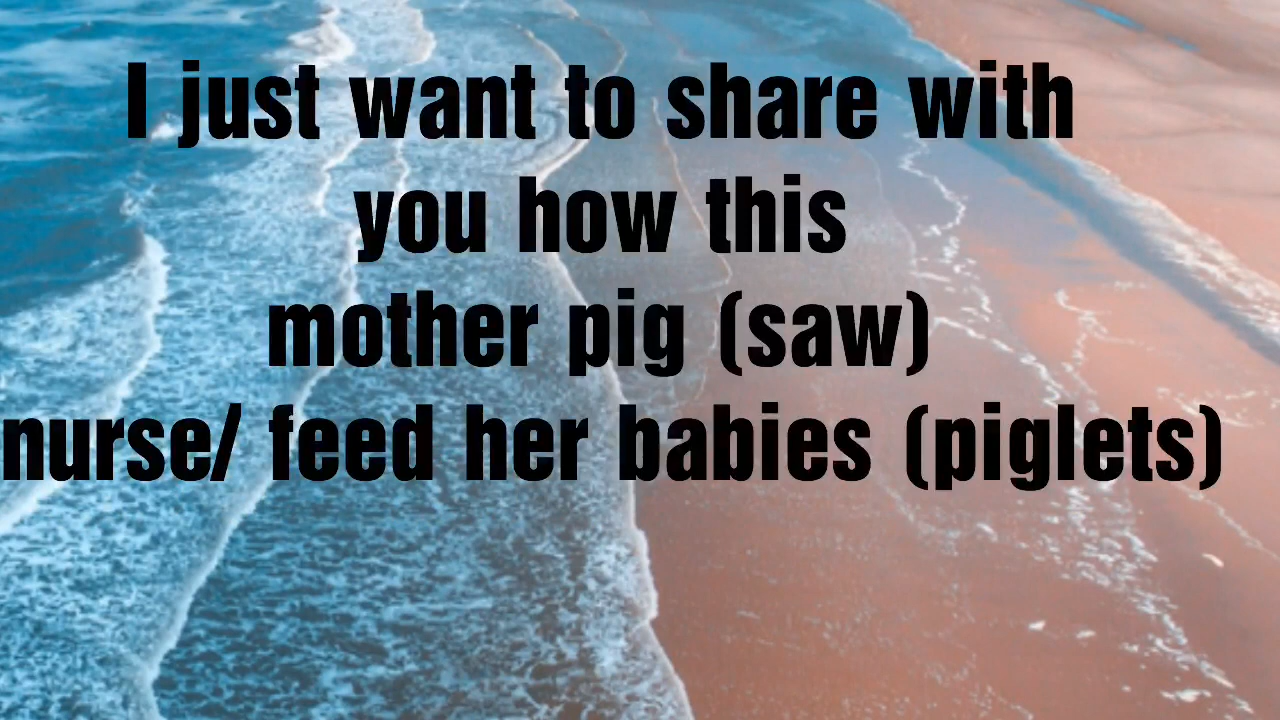 I just want to share with
you how this
mother pig (saw)
nurse/ feed her babies (piglets)